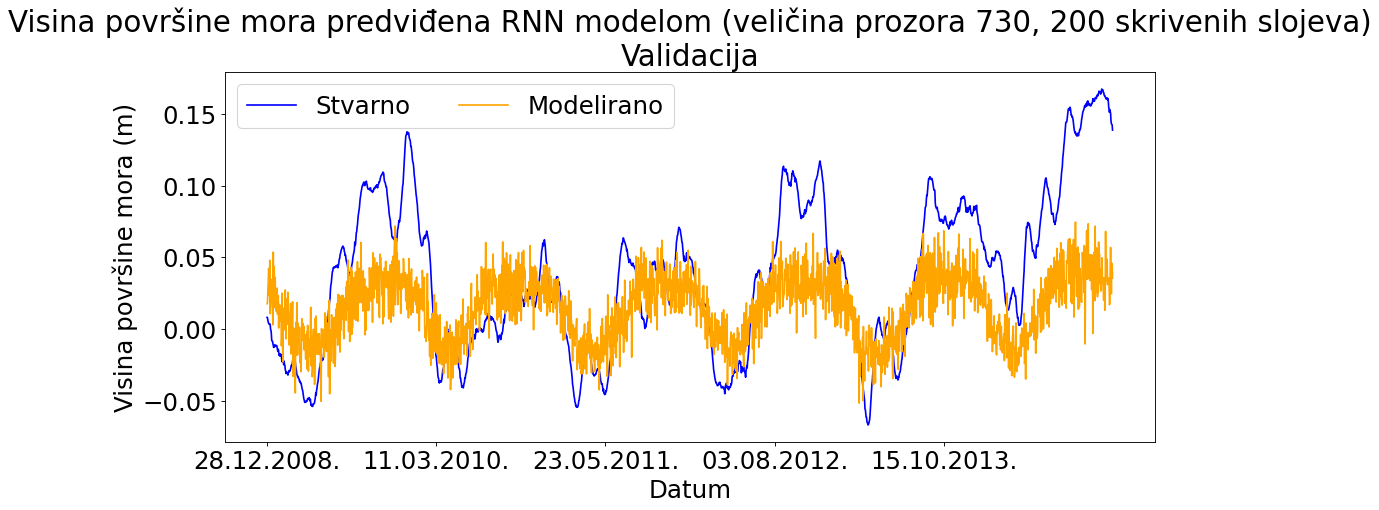 Visina površine mora predviđena RNN modelom (veličina prozora 730, 200 skrivenih slojeva)
Validacija
Stvarno
Modelirano
Visina površine mora (m)
0.15
0.10
0.05
0.00
−0.05
28.12.2008.
11.03.2010.
23.05.2011.
03.08.2012.
15.10.2013.
Datum